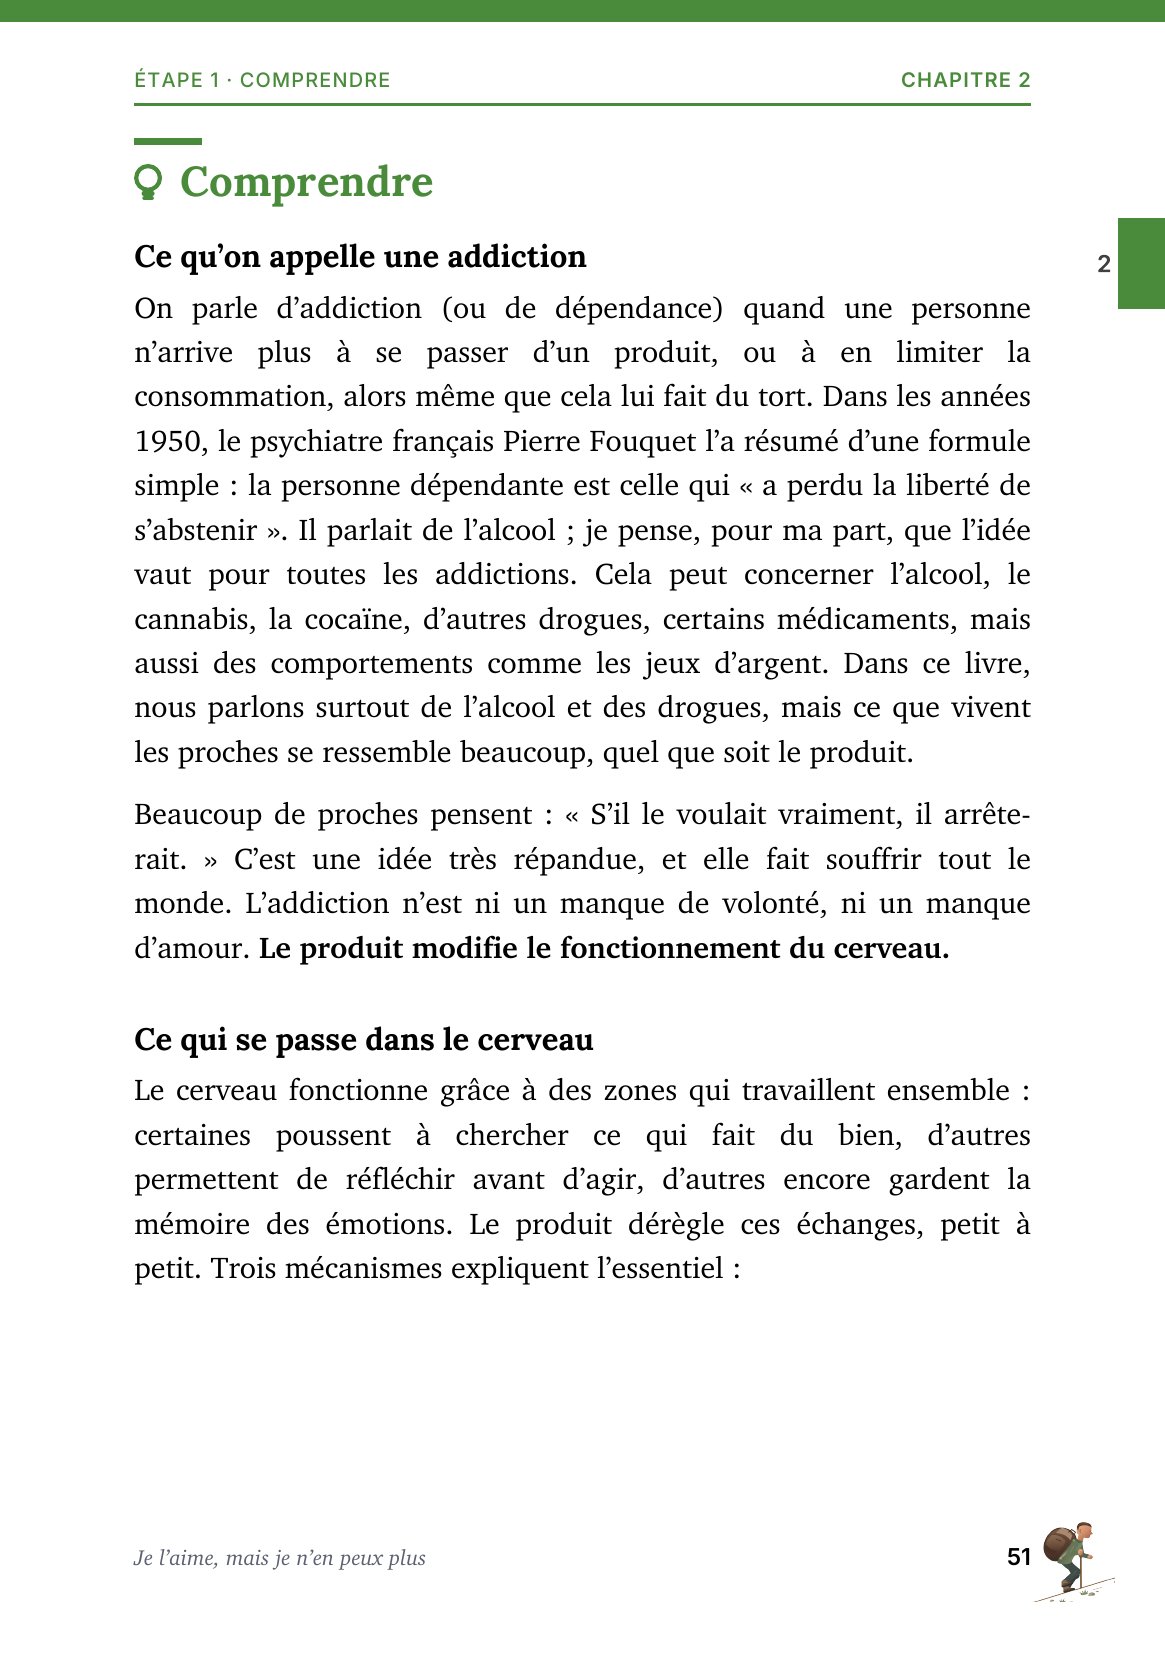 ÉTAPE 1 · COMPRENDRE
CHAPITRE 2
Comprendre
Ce qu’on appelle une addiction
2
On parle d’addiction (ou de dépendance) quand une personne
n’arrive plus à se passer d’un produit, ou à en limiter la
consommation, alors même que cela lui fait du tort. Dans les années
1950, le psychiatre français Pierre Fouquet l’a résumé d’une formule
simple : la personne dépendante est celle qui « a perdu la liberté de
s’abstenir ». Il parlait de l’alcool ; je pense, pour ma part, que l’idée
vaut pour toutes les addictions. Cela peut concerner l’alcool, le
cannabis, la cocaïne, d’autres drogues, certains médicaments, mais
aussi des comportements comme les jeux d’argent. Dans ce livre,
nous parlons surtout de l’alcool et des drogues, mais ce que vivent
les proches se ressemble beaucoup, quel que soit le produit.
Beaucoup de proches pensent : « S’il le voulait vraiment, il arrête-
rait. » C’est une idée très répandue, et elle fait souffrir tout le
monde. L’addiction n’est ni un manque de volonté, ni un manque
d’amour. Le produit modifie le fonctionnement du cerveau.
Ce qui se passe dans le cerveau
Le cerveau fonctionne grâce à des zones qui travaillent ensemble :
certaines poussent à chercher ce qui fait du bien, d’autres
permettent de réfléchir avant d’agir, d’autres encore gardent la
mémoire des émotions. Le produit dérègle ces échanges, petit à
petit. Trois mécanismes expliquent l’essentiel :
Je l’aime, mais je n’en peux plus
51